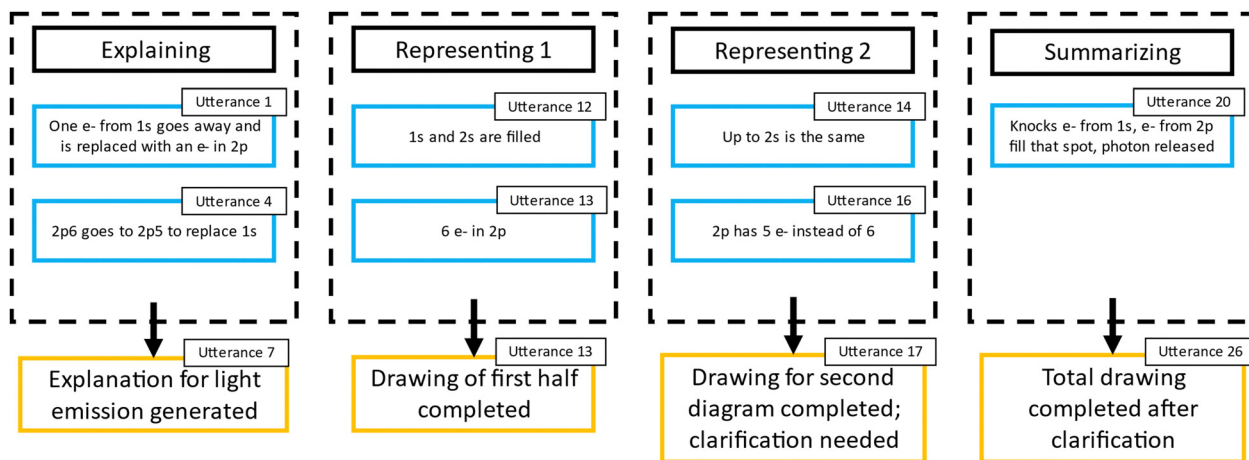 Explaining
Utterance 1
One e- from 1s goes away and
is replaced with an e- in 2p
Utterance 4
2p6 goes to 2p5 to replace 1s
Utterance 7
Explanation for light
emission generated
Representing 1
Utterance 12
1s and 2s are filled
Utterance 13
6 e- in 2p
Utterance 13
Drawing of first half
completed
Representing 2
Utterance 14
Up to 2s is the same
Utterance 16
2p has 5 e- instead of 6
Utterance 17
Drawing for second
diagram completed;
clarification needed
Summarizing
Utterance 20
Knocks e- from 1s, e- from 2p
fill that spot, photon released
Utterance 26
Total drawing
completed after
clarification